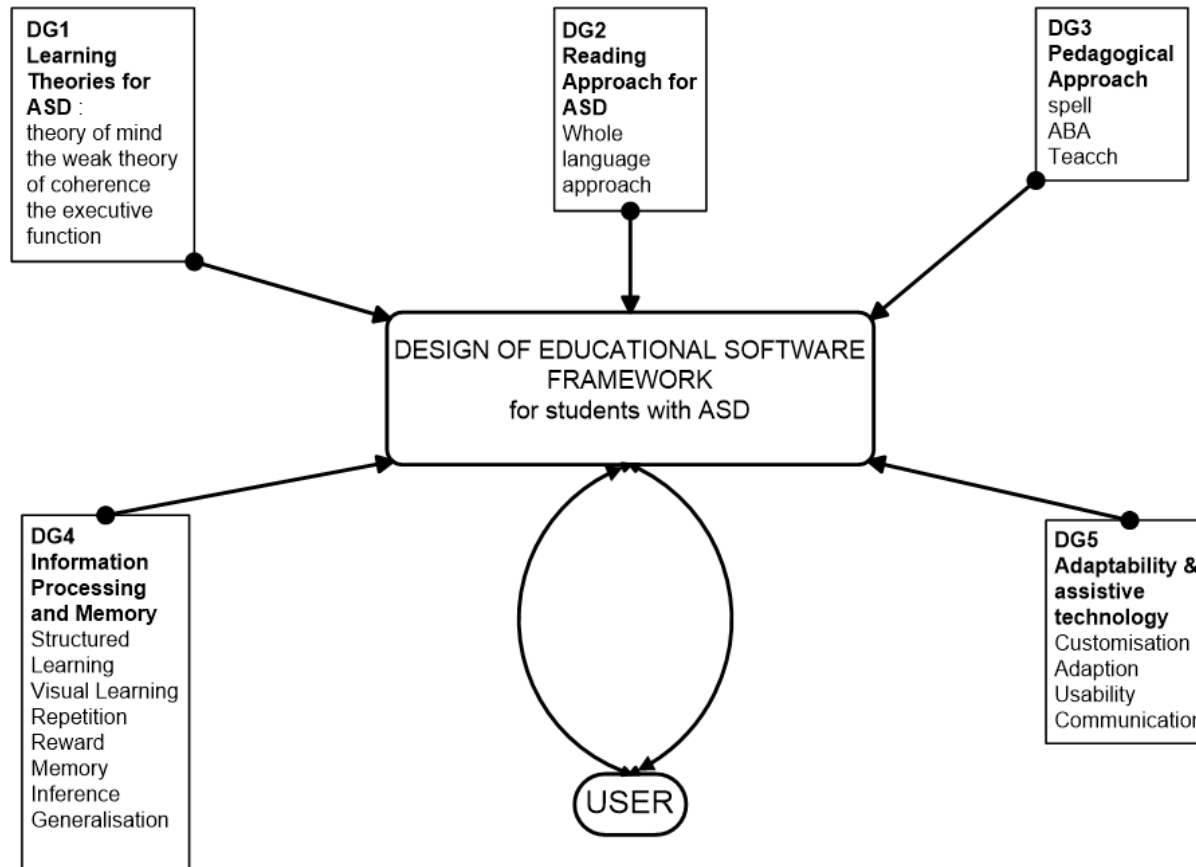 DG1
Learning
Theories for
ASD :
theory of mind
the weak theory
of coherence
the executive
function
DG2
Reading
Approach for
ASD
Whole
language
approach
DG3
Pedagogical
Approach
spell
ABA
Teacch
DESIGN OF EDUCATIONAL SOFTWARE
FRAMEWORK
for students with ASD
DG4
Information
Processing
and Memory
Structured
Learning
Visual Learning
Repetition
Reward
Memory
Inference
Generalisation
DG5
Adaptability &
assistive
technology
Customisation
Adaption
Usability
Communication
USER